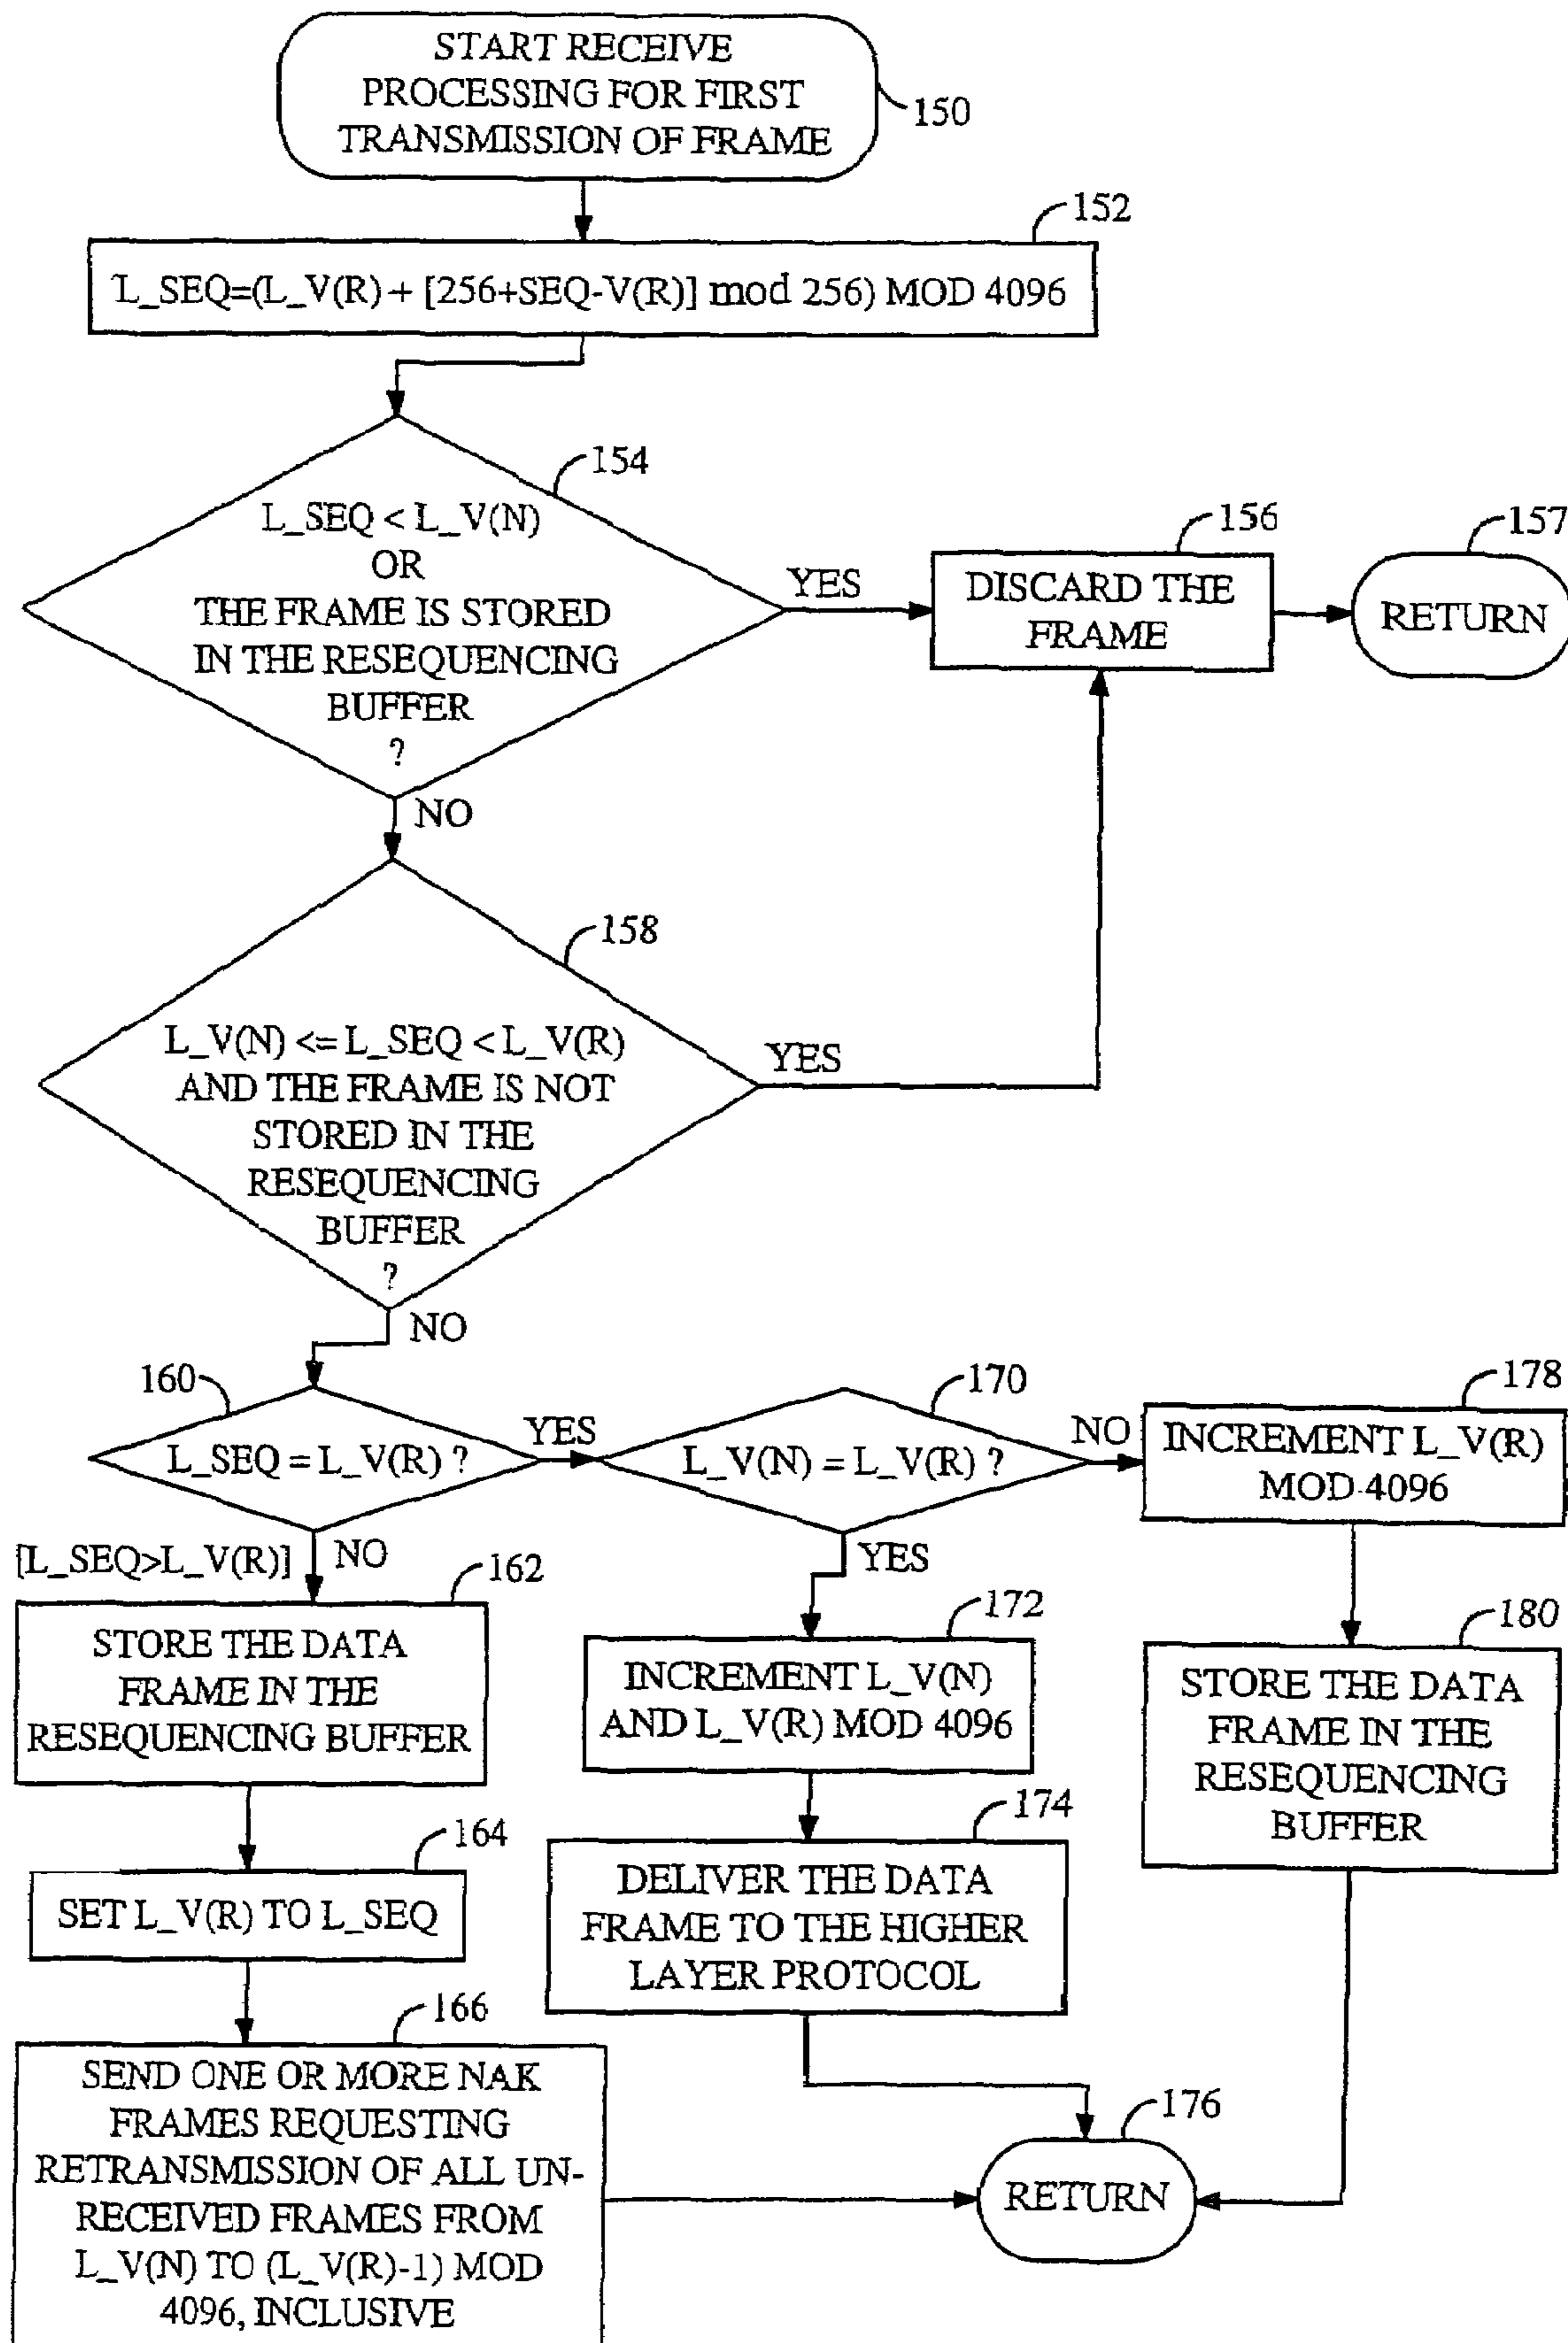 START RECEIVE
PROCESSING FOR FIRST
TRANSMISSION OF FRAME
150
152
L_SEQ=(L_V(R) + [256+SEQ-V(R)] mod 256) MOD 4096
154
L_SEQ < L_V(N)
OR
THE FRAME IS STORED
IN THE RESEQUENCING
BUFFER
?
YES
156
DISCARD THE
FRAME
157
RETURN
NO
158
L_V(N) <= L_SEQ < L_V(R)
AND THE FRAME IS NOT
STORED IN THE
RESEQUENCING
BUFFER
?
YES
NO
160
L_SEQ = L_V(R) ?
YES
170
L_V(N) = L_V(R) ?
NO
178
INCREMENT L_V(R)
MOD 4096
[L_SEQ>L_V(R)]
NO
162
STORE THE DATA
FRAME IN THE
RESEQUENCING BUFFER
YES
172
INCREMENT L_V(N)
AND L_V(R) MOD 4096
180
STORE THE DATA
FRAME IN THE
RESEQUENCING
BUFFER
164
SET L_V(R) TO L_SEQ
174
DELIVER THE DATA
FRAME TO THE HIGHER
LAYER PROTOCOL
166
SEND ONE OR MORE NAK
FRAMES REQUESTING
RETRANSMISSION OF ALL UN-
RECEIVED FRAMES FROM
L_V(N) TO (L_V(R)-1) MOD
4096, INCLUSIVE
176
RETURN